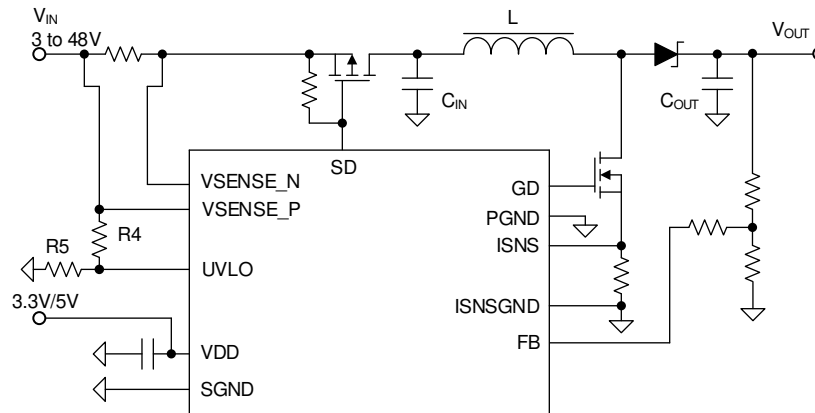 VIN
3 to 48V
L
VOUT
CIN
COUT
SD
VSENSE_N
VSENSE_P
GD
PGND
R4
ISNS
R5
UVLO
3.3V/5V
ISNSGND
VDD
FB
SGND